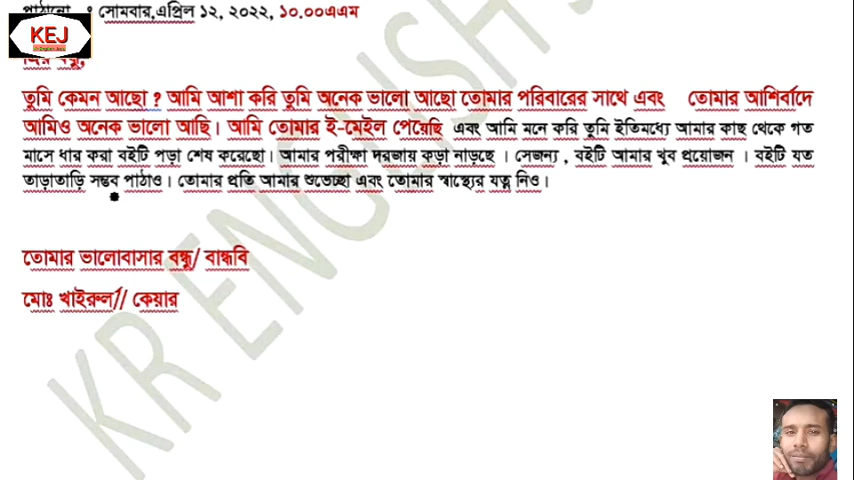 পাঠানো : সোমবার,এপ্রিল ১২, ২০২২, ১০.০০এএম
KEJ
প্রিয় বন্ধু,
তুমি কেমন আছো ? আমি আশা করি তুমি অনেক ভালো আছো তোমার পরিবারের সাথে এবং তোমার আশির্বাদে
আমিও অনেক ভালো আছি। আমি তোমার ই-মেইল পেয়েছি এবং আমি মনে করি তুমি ইতিমধ্যে আমার কাছ থেকে গত
মাসে ধার করা বইটি পড়া শেষ করেছো। আমার পরীক্ষা দরজায় কড়া নাড়ছে । সেজন্য , বইটি আমার খুব প্রয়োজন । বইটি যত
তাড়াতাড়ি সম্ভব পাঠাও। তোমার প্রতি আমার শুভেচ্ছা এবং তোমার স্বাস্থ্যের যত্ন নিও।
তোমার ভালোবাসার বন্ধু/ বান্ধবি
মোঃ খাইরুল// কেয়ার
KR ENGLISH